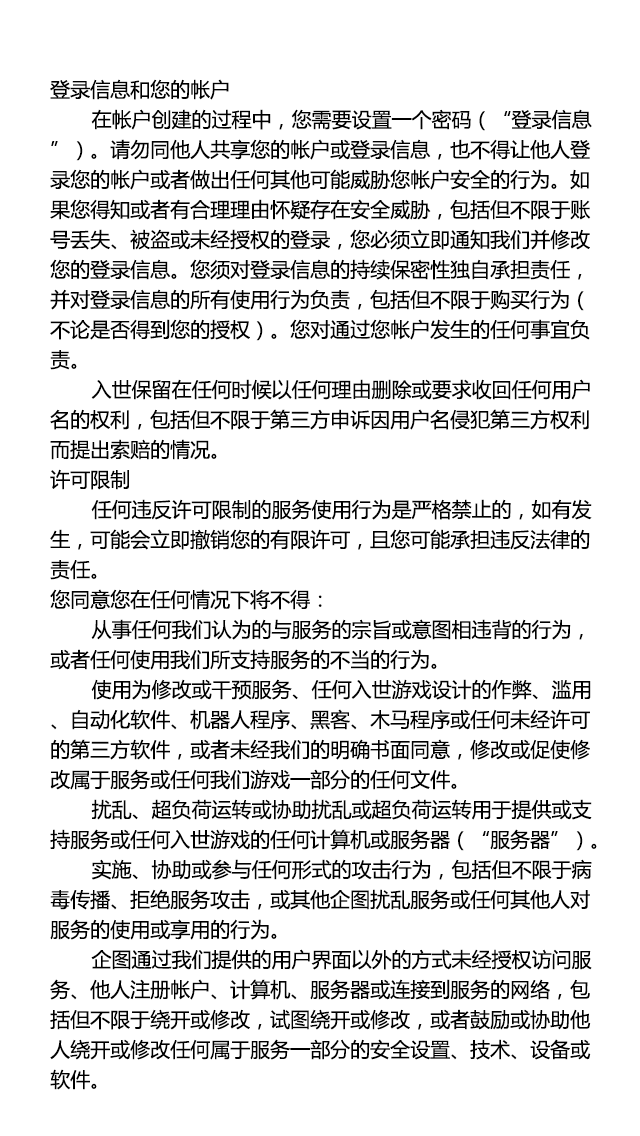 登录信息和您的帐户
在帐户创建的过程中，您需要设置一个密码（“登录信息
”）。请勿同他人共享您的帐户或登录信息，也不得让他人登
录您的帐户或者做出任何其他可能威胁您帐户安全的行为。如
果您得知或者有合理理由怀疑存在安全威胁，包括但不限于账
号丢失、被盗或未经授权的登录，您必须立即通知我们并修改
您的登录信息。您须对登录信息的持续保密性独自承担责任，
并对登录信息的所有使用行为负责，包括但不限于购买行为（
不论是否得到您的授权）。您对通过您帐户发生的任何事宜负
责。
入世保留在任何时候以任何理由删除或要求收回任何用户
名的权利，包括但不限于第三方申诉因用户名侵犯第三方权利
而提出索赔的情况。
许可限制
任何违反许可限制的服务使用行为是严格禁止的，如有发
生，可能会立即撤销您的有限许可，且您可能承担违反法律的
责任。
您同意您在任何情况下将不得：
从事任何我们认为的与服务的宗旨或意图相违背的行为，
或者任何使用我们所支持服务的不当的行为。
使用为修改或干预服务、任何入世游戏设计的作弊、滥用
、自动化软件、机器人程序、黑客、木马程序或任何未经许可
的第三方软件，或者未经我们的明确书面同意，修改或促使修
改属于服务或任何我们游戏一部分的任何文件。
扰乱、超负荷运转或协助扰乱或超负荷运转用于提供或支
持服务或任何入世游戏的任何计算机或服务器（“服务器”）。
实施、协助或参与任何形式的攻击行为，包括但不限于病
毒传播、拒绝服务攻击，或其他企图扰乱服务或任何其他人对
服务的使用或享用的行为。
企图通过我们提供的用户界面以外的方式未经授权访问服
务、他人注册帐户、计算机、服务器或连接到服务的网络，包
括但不限于绕开或修改，试图绕开或修改，或者鼓励或协助他
人绕开或修改任何属于服务一部分的安全设置、技术、设备或
软件。